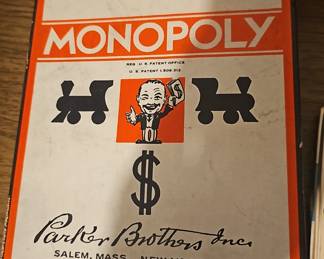 MONOPOLY
REG. U. S. PATENT OFFICE
U. S. PATENT 1 509 312
$
Parker Brothers Inc.
SALEM, MASS.